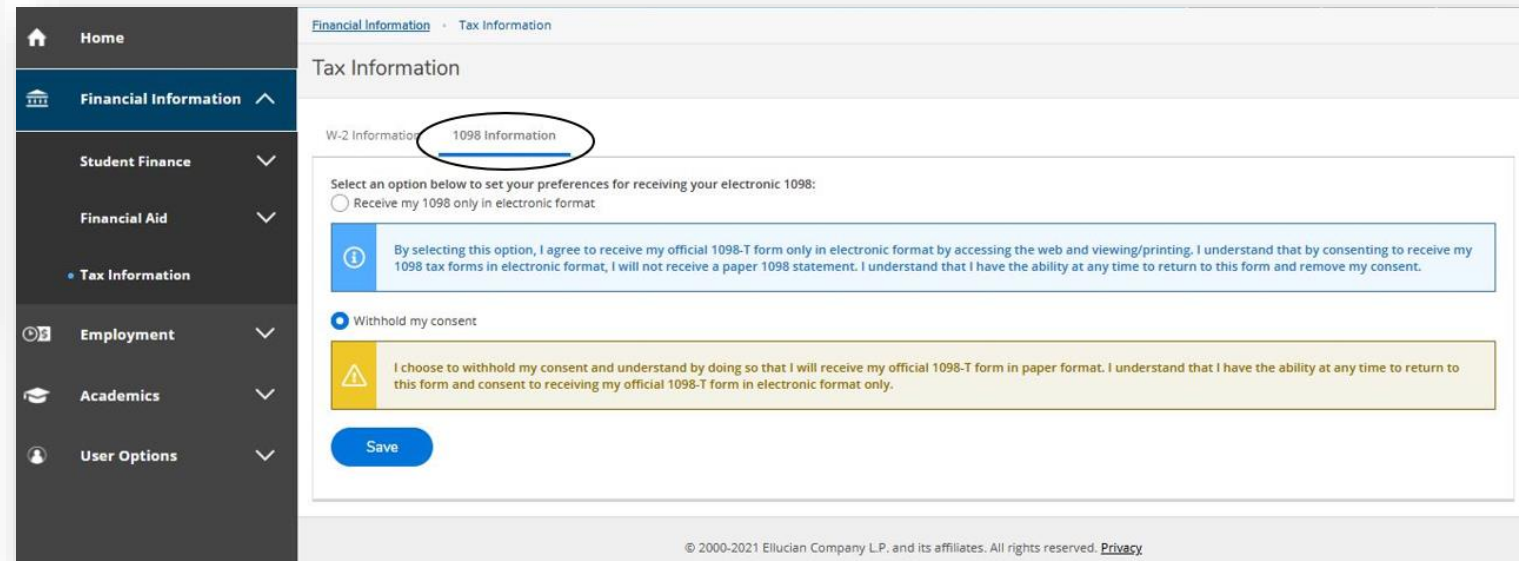 Home
Financial Information
Student Finance
Financial Aid
Tax Information
Employment
Academics
User Options
Financial Information · Tax Information
Tax Information
W-2 Information 1098 Information
Select an option below to set your preferences for receiving your electronic 1098:
Receive my 1098 only in electronic format
By selecting this option, I agree to receive my official 1098-T form only in electronic format by accessing the web and viewing/printing. I understand that by consenting to receive my
1098 tax forms in electronic format, I will not receive a paper 1098 statement. I understand that I have the ability at any time to return to this form and remove my consent.
Withhold my consent
I choose to withhold my consent and understand by doing so that I will receive my official 1098-T form in paper format. I understand that I have the ability at any time to return to
this form and consent to receiving my official 1098-T form in electronic format only.
Save
© 2000-2021 Ellucian Company L.P. and its affiliates. All rights reserved. Privacy